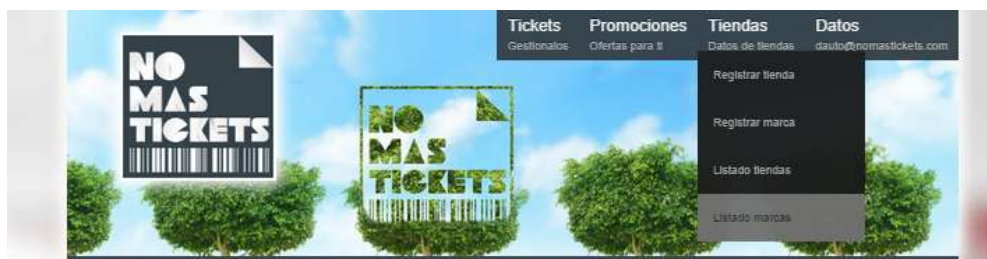 Tickets Promociones Tiendas Datos
Gestionalos Ofertas para ti Datos de tiendas dauto@nomastickets.com
NO
MAS
TICKETS
NO
MAS
TICKETS
Registrar tienda
Registrar marca
Listado tiendas
Listado marcas